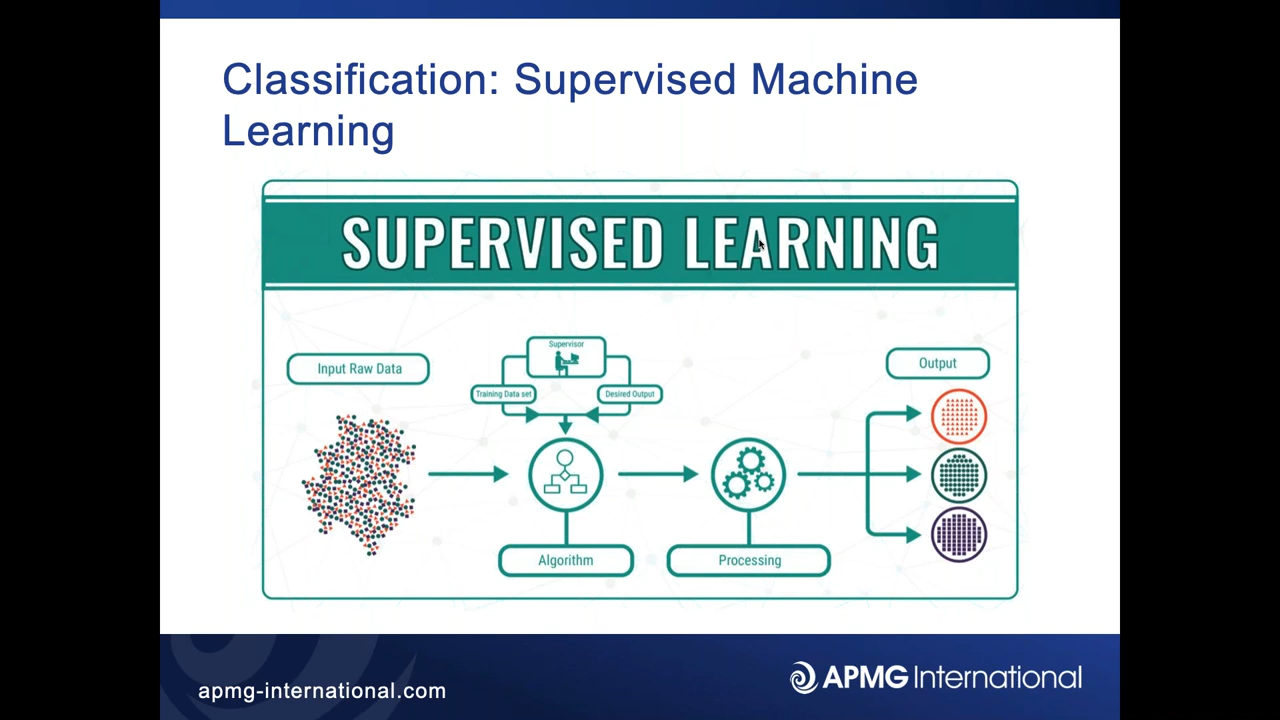 Classification: Supervised Machine
Learning
SUPERVISED LEARNING
Input Raw Data
Supervisor
Training Data set
Desired Output
Output
Algorithm
Processing
apmg-international.com
APMG International